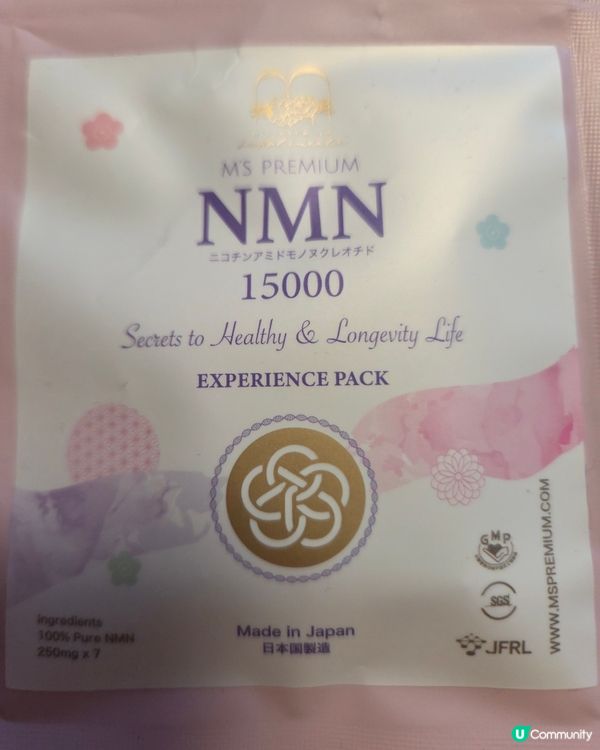 M'S PREMIUM
NMN
ニコチンアミドモノヌクレオチド
15000
Secrets to Healthy & Longevity Life
EXPERIENCE PACK
Ingredients
100% Pure NMN
250mg x 7
Made in Japan
日本国製造
GMP
SGS
JFRL
WWW.MSPREMIUM.COM
U Community